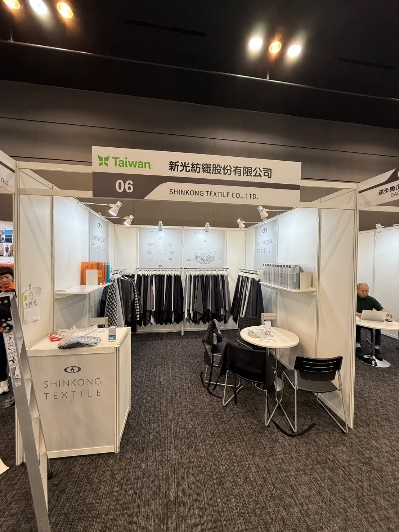 Taiwan
新光紡織股份有限公司
06
SHINKONG TEXTILE CO., LTD.
SHINKONG
TEXTILE